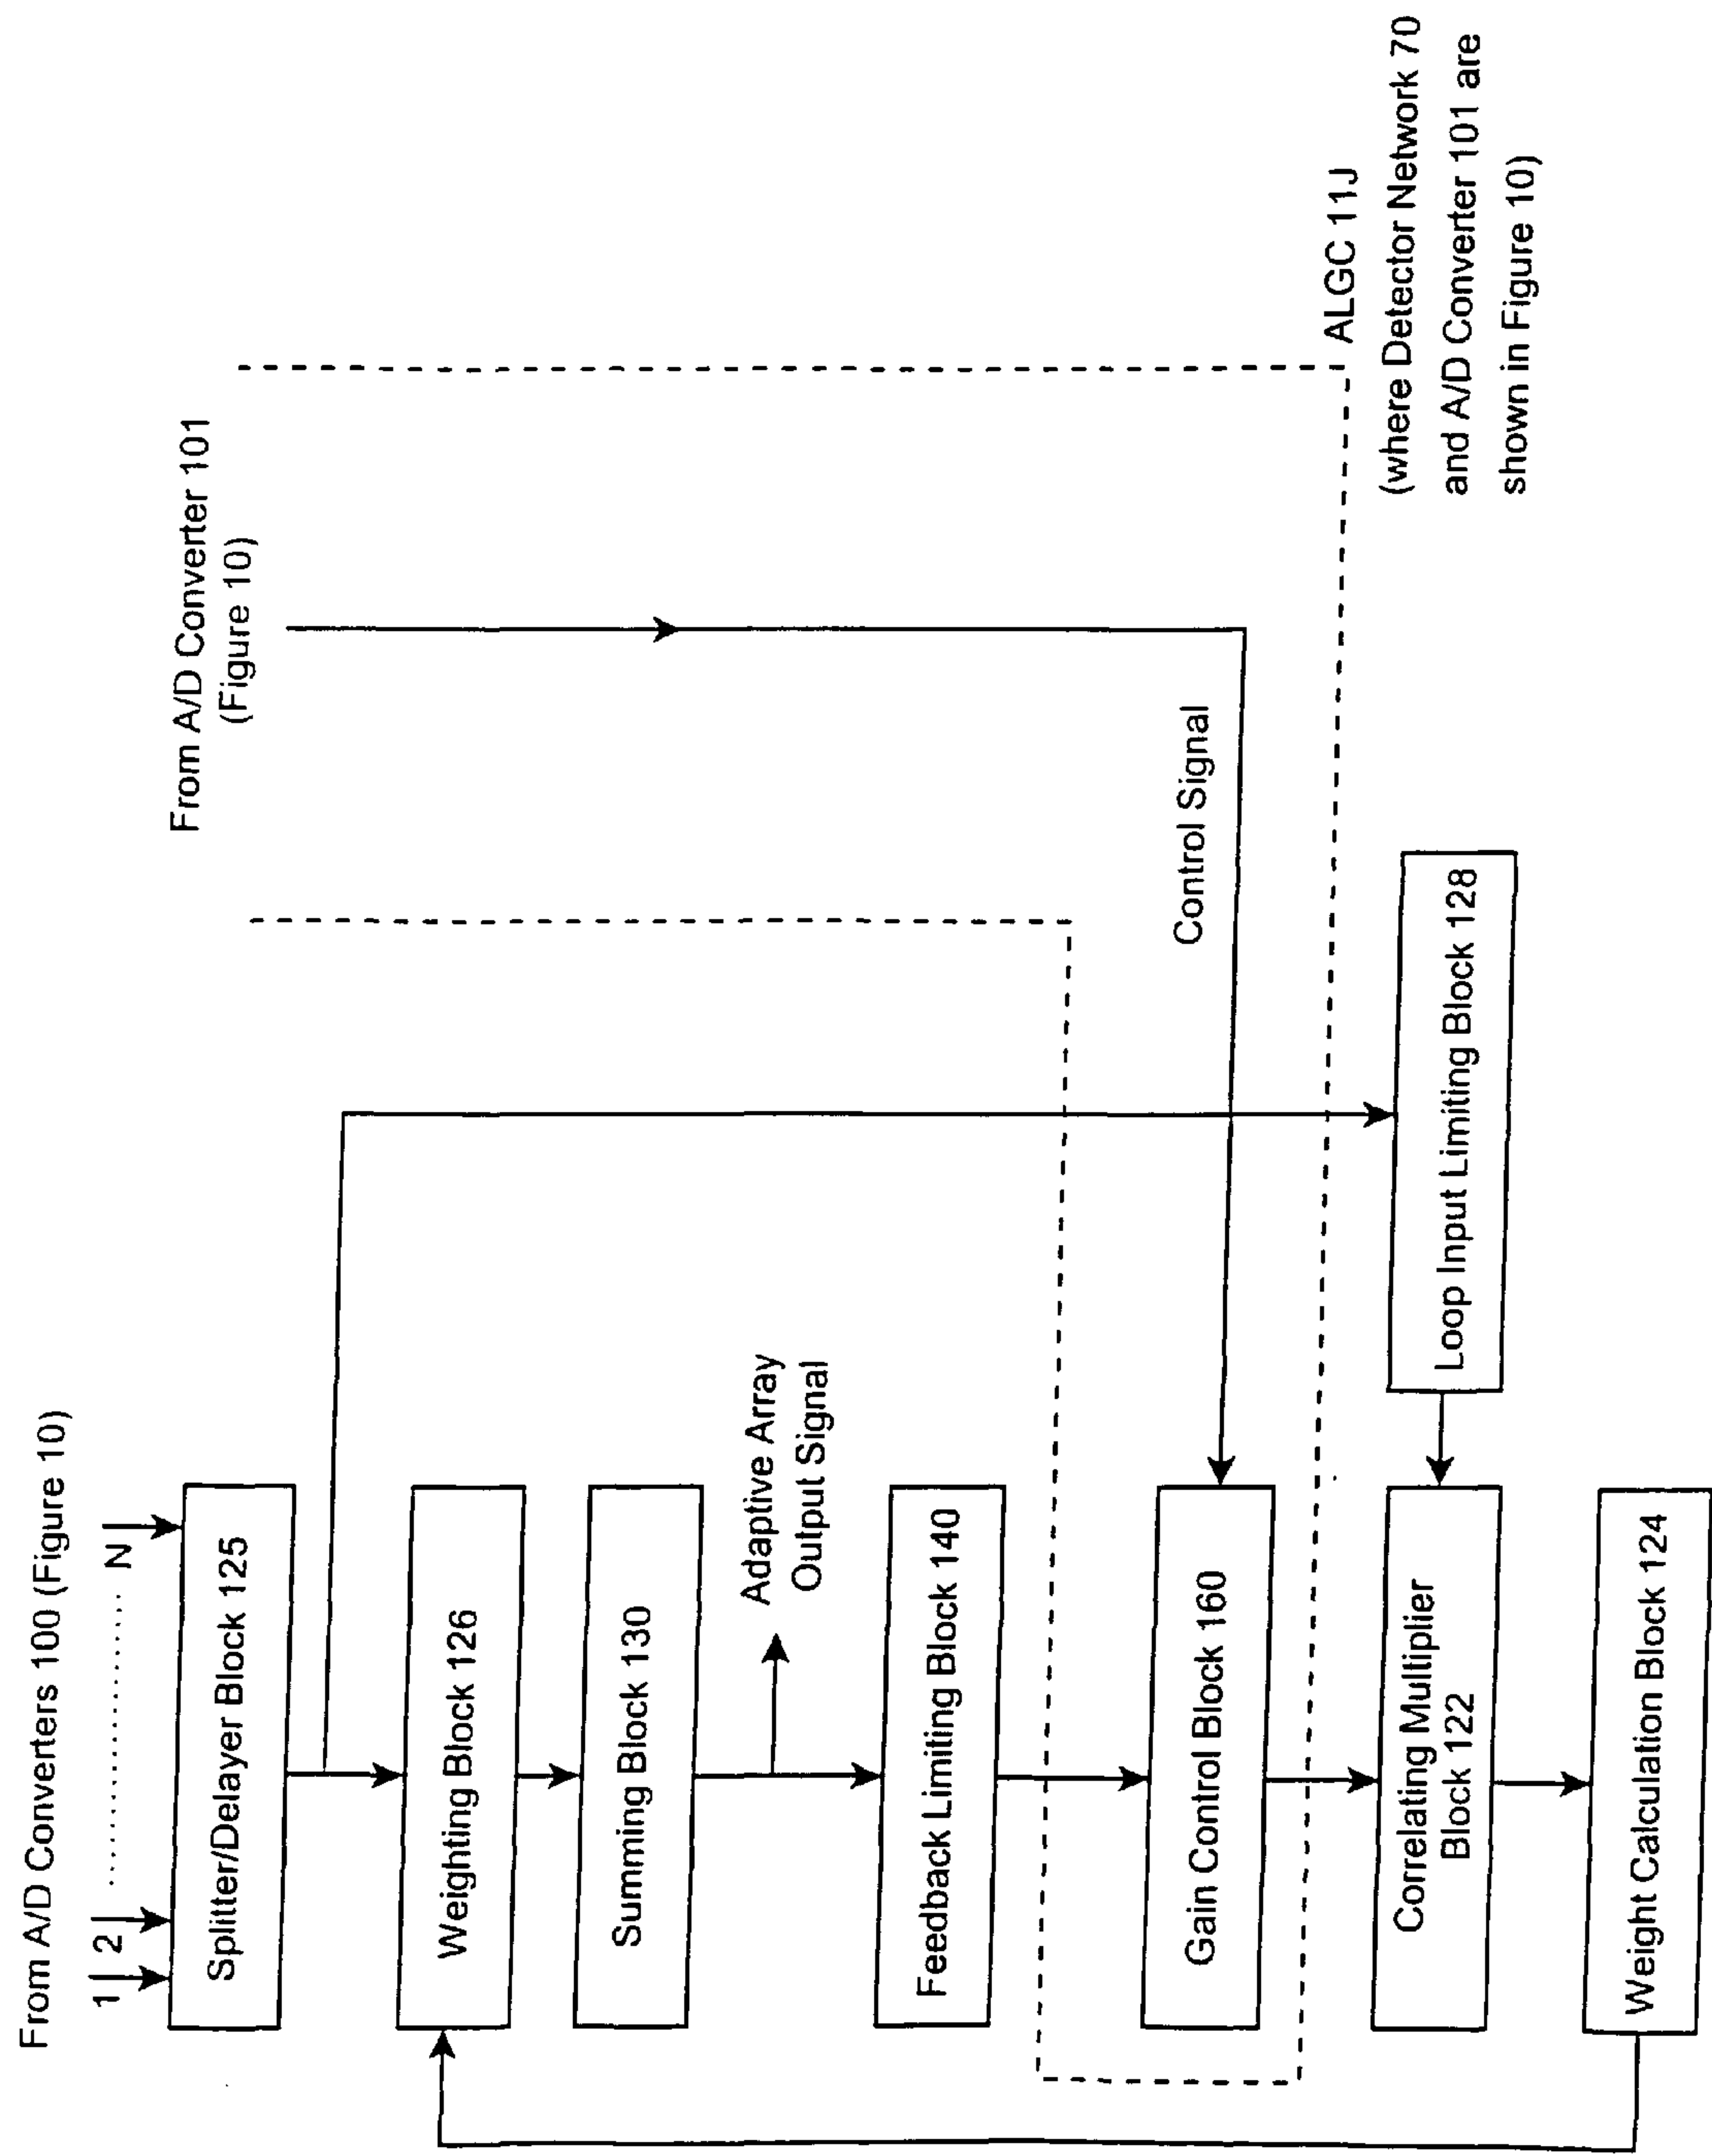 From A/D Converters 100 (Figure 10)
1 2 ............... N
Splitter/Delayer Block 125
Weighting Block 126
Summing Block 130
Adaptive Array
Output Signal
Feedback Limiting Block 140
Gain Control Block 160
Correlating Multiplier
Block 122
Weight Calculation Block 124
Loop Input Limiting Block 128
Control Signal
From A/D Converter 101
(Figure 10)
ALGC 11J
(where Detector Network 70
and A/D Converter 101 are
shown in Figure 10)